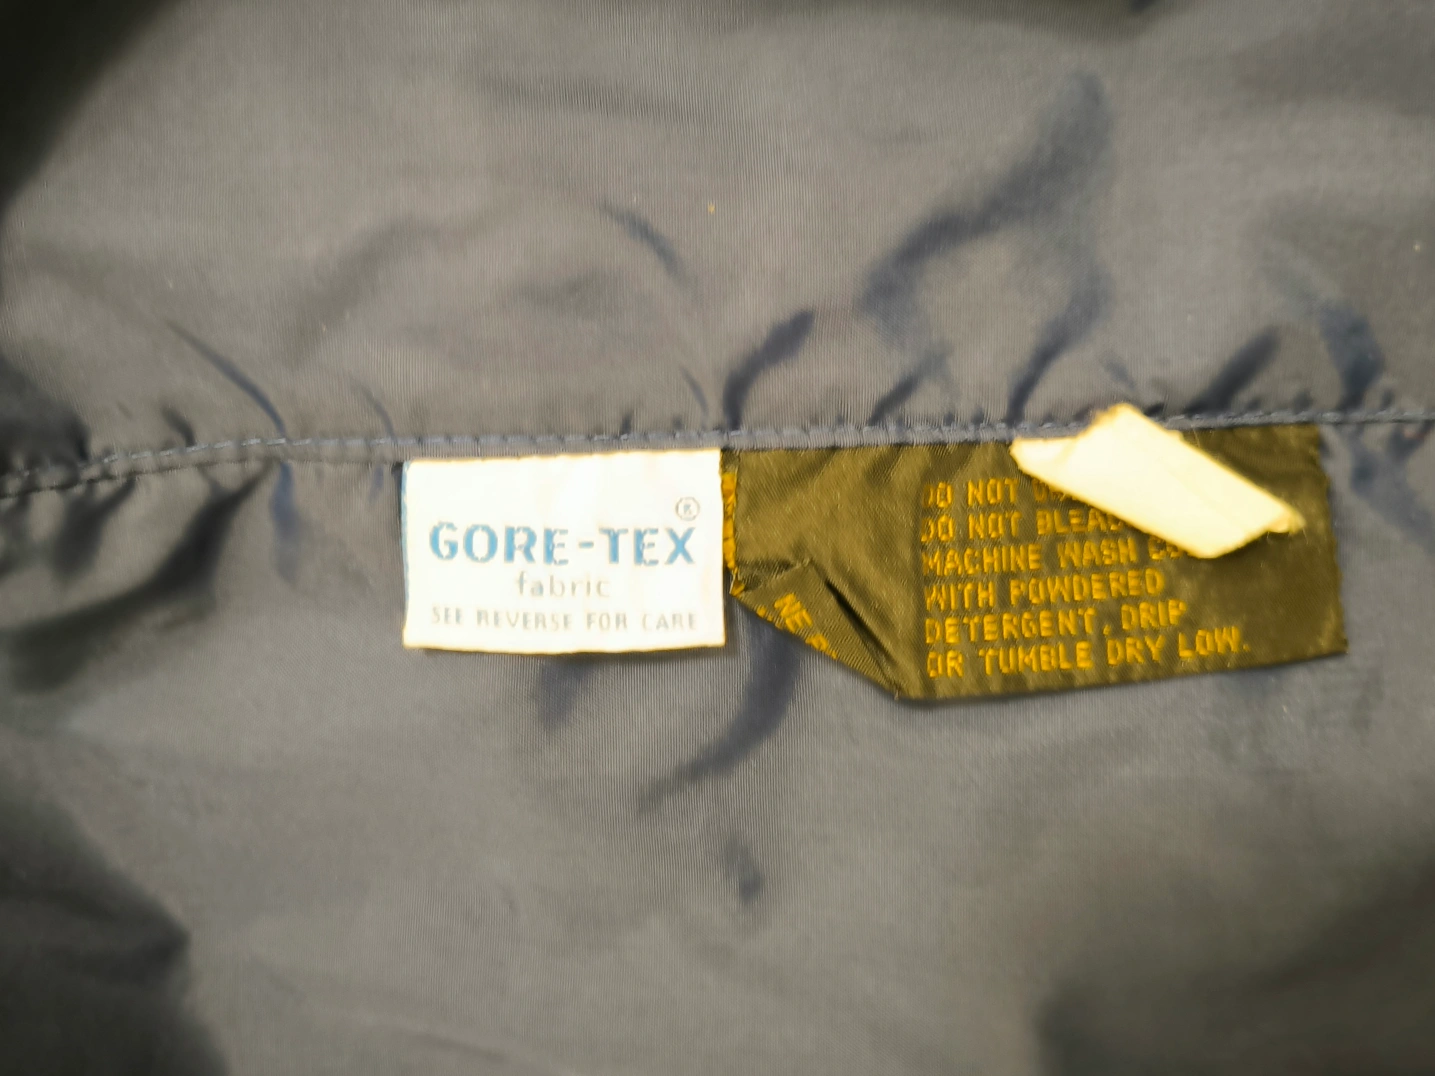 ®
GORE-TEX
fabric
SEE REVERSE FOR CARE
DO NOT
DO NOT BLEAC
MACHINE WASH
WITH POWDERED
DETERGENT, DRIP
OR TUMBLE DRY LOW.